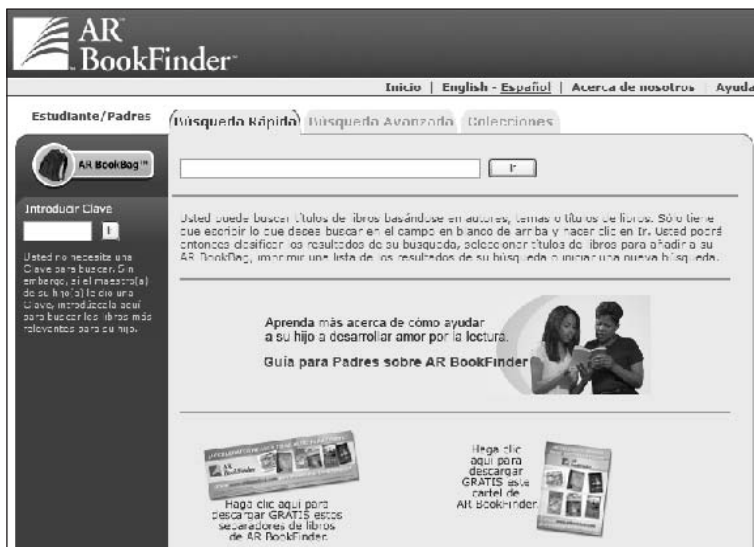 AR
BookFinder™
Inicio | English - Español | Acerca de nosotros | Ayuda
Estudiante/Padres
Búsqueda Rápida
Búsqueda Avanzada
Colecciones
AR BookBag™
Ir
Introducir Clave
Ir
Usted no necesita una
Clave para buscar. Sin
embargo, si el maestro(a)
de su hijo(a) le dio una
Clave, introdúzcala aquí
para buscar los libros más
relevantes para su hijo.
Usted puede buscar títulos de libros basándose en autores, temas o títulos de libros. Sólo tiene
que escribir lo que desea buscar en el campo en blanco de arriba y hacer clic en Ir. Usted podrá
entonces clasificar los resultados de su búsqueda, seleccionar títulos de libros para añadir a su
AR BookBag, imprimir una lista de los resultados de su búsqueda o iniciar una nueva búsqueda.
Aprenda más acerca de cómo ayudar
a su hijo a desarrollar amor por la lectura.
Guía para Padres sobre AR BookFinder
AR
BookFinder
Haga clic aquí para
descargar GRATIS estos
separadores de libros
de AR BookFinder.
Haga clic
aquí para
descargar
GRATIS este
cartel de
AR BookFinder.